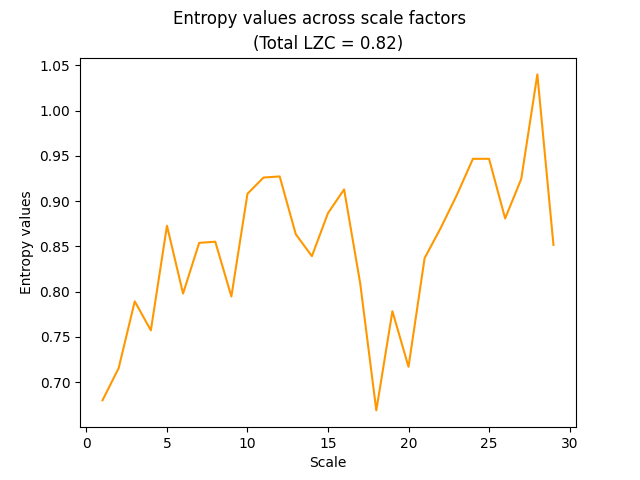 Entropy values across scale factors
(Total LZC = 0.82)
1.05
1.00
0.95
0.90
0.85
0.80
0.75
0.70
Entropy values
0 5 10 15 20 25 30
Scale